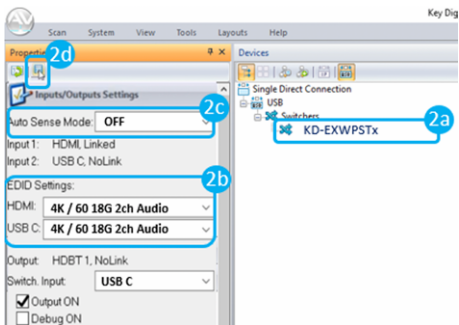 Key Dig
Scan System View Tools Layouts Help
Properti
2d
Devices
Inputs/Outputs Settings
2c
Auto Sense Mode: OFF
Input 1: HDMI, Linked
Input 2: USB C, NoLink
2b
EDID Settings:
HDMI: 4K / 60 18G 2ch Audio
USB C: 4K / 60 18G 2ch Audio
Output: HDBT 1, NoLink
Switch. Input: USB C
Output ON
Debug ON
Single Direct Connection
USB
Switchers
2a
KD-EXWPSTx